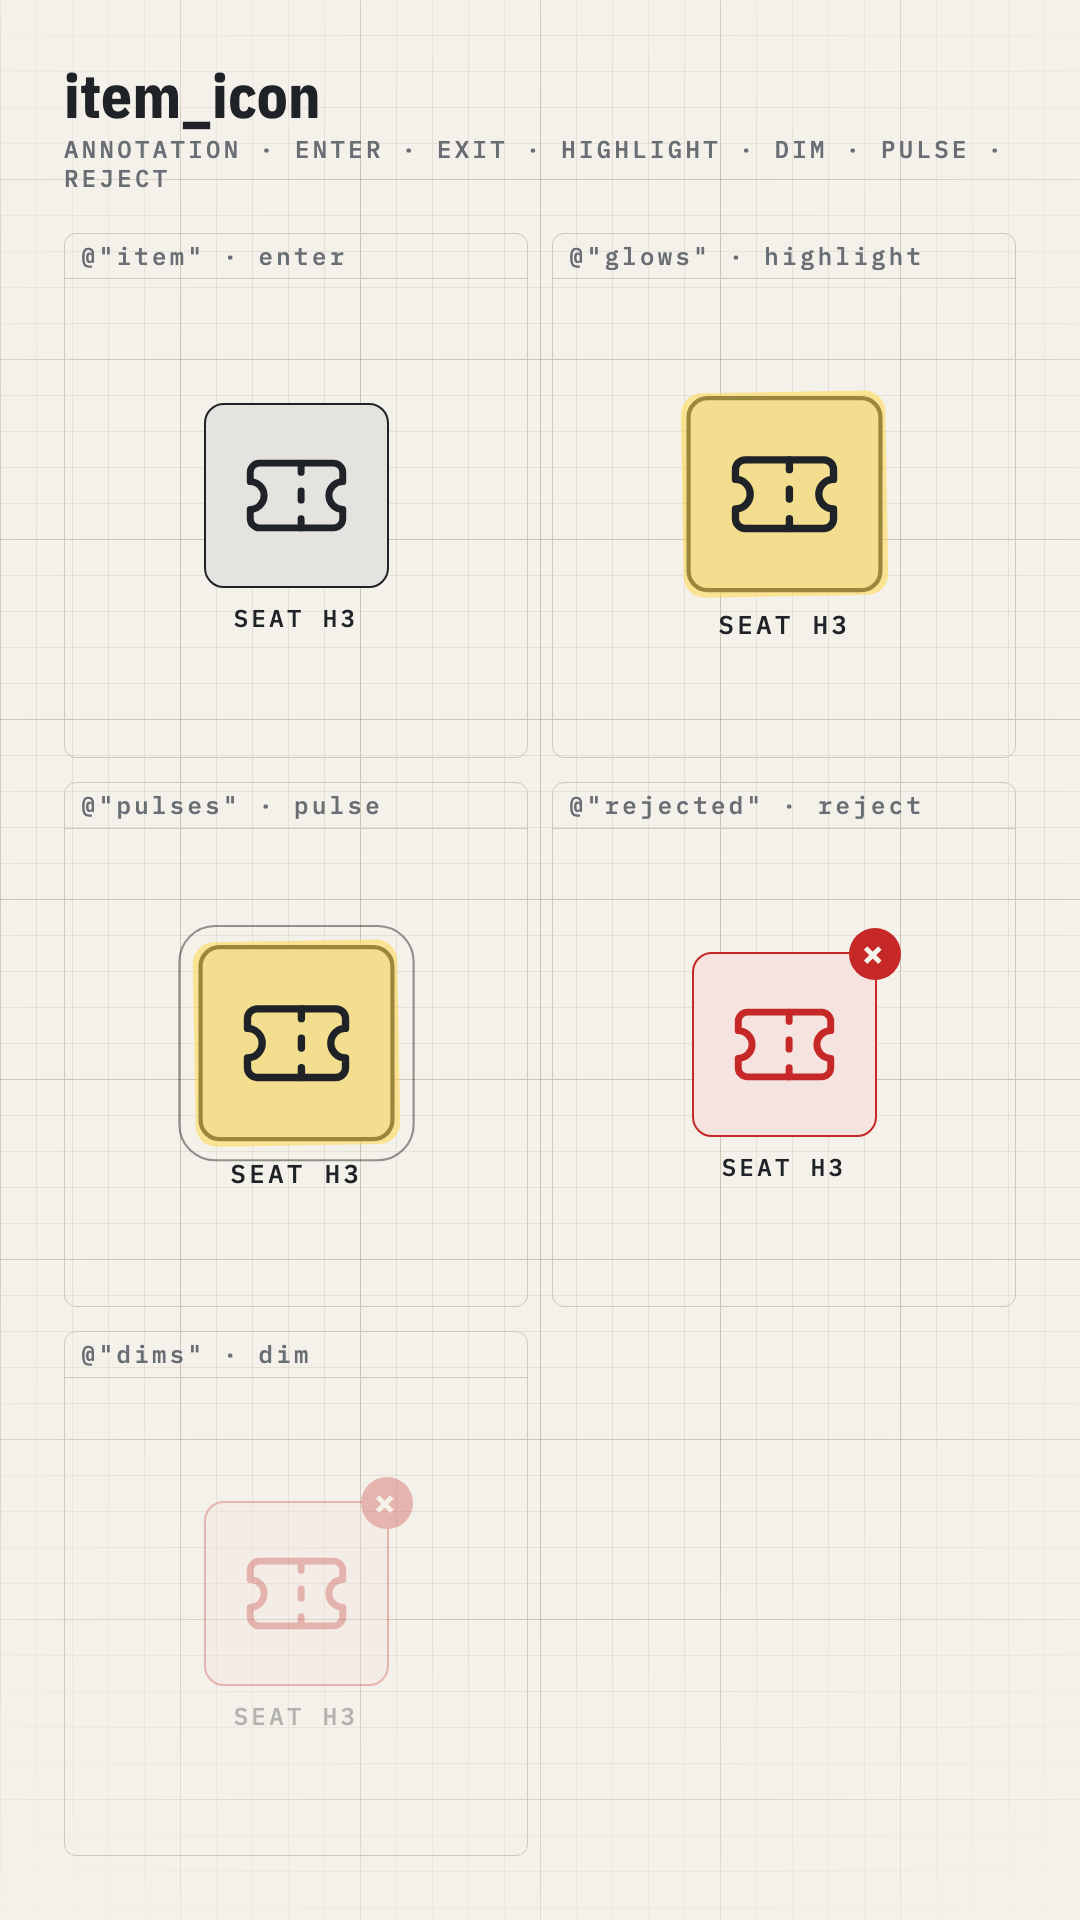 item_icon
ANNOTATION · ENTER · EXIT · HIGHLIGHT · DIM · PULSE ·
REJECT
@"item" · enter
@"glows" · highlight
SEAT H3
SEAT H3
@"pulses" · pulse
@"rejected" · reject
SEAT H3
SEAT H3
@"dims" · dim
SEAT H3